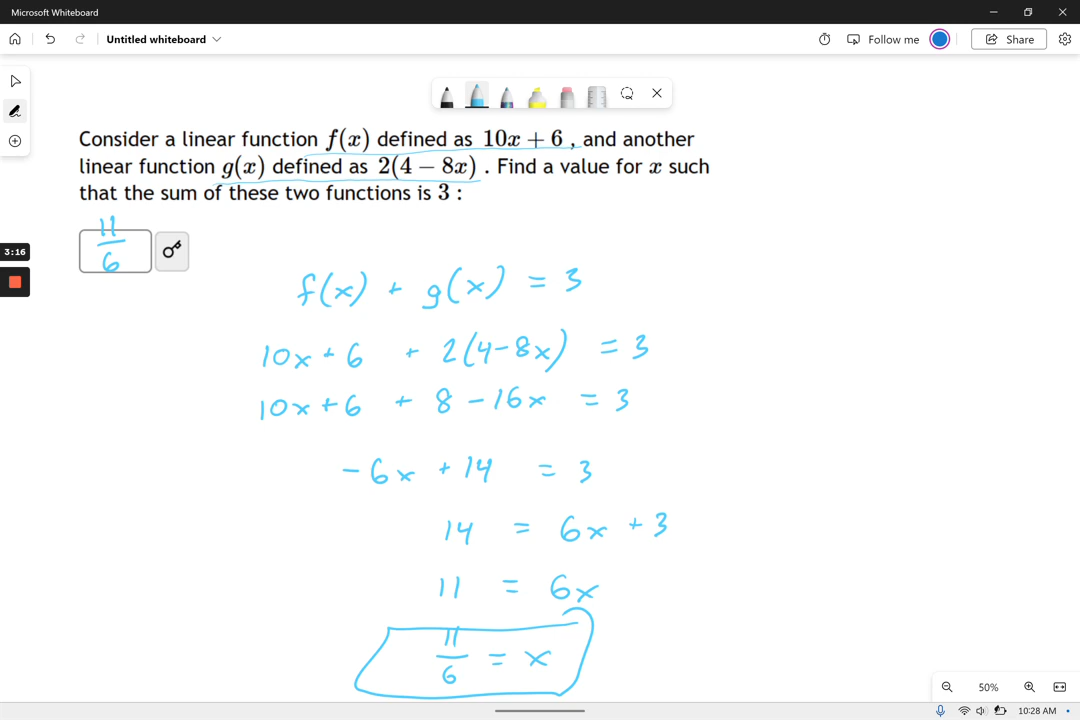 Microsoft Whiteboard
Untitled whiteboard
Follow me
Share
Consider a linear function f(x) defined as 10x + 6 , and another
linear function g(x) defined as 2(4 − 8x) . Find a value for x such
that the sum of these two functions is 3 :
11/6
3:16
f(x) + g(x) = 3
10x + 6 + 2(4 − 8x) = 3
10x + 6 + 8 − 16x = 3
− 6x + 14 = 3
14 = 6x + 3
11 = 6x
11/6 = x
50%
10:28 AM